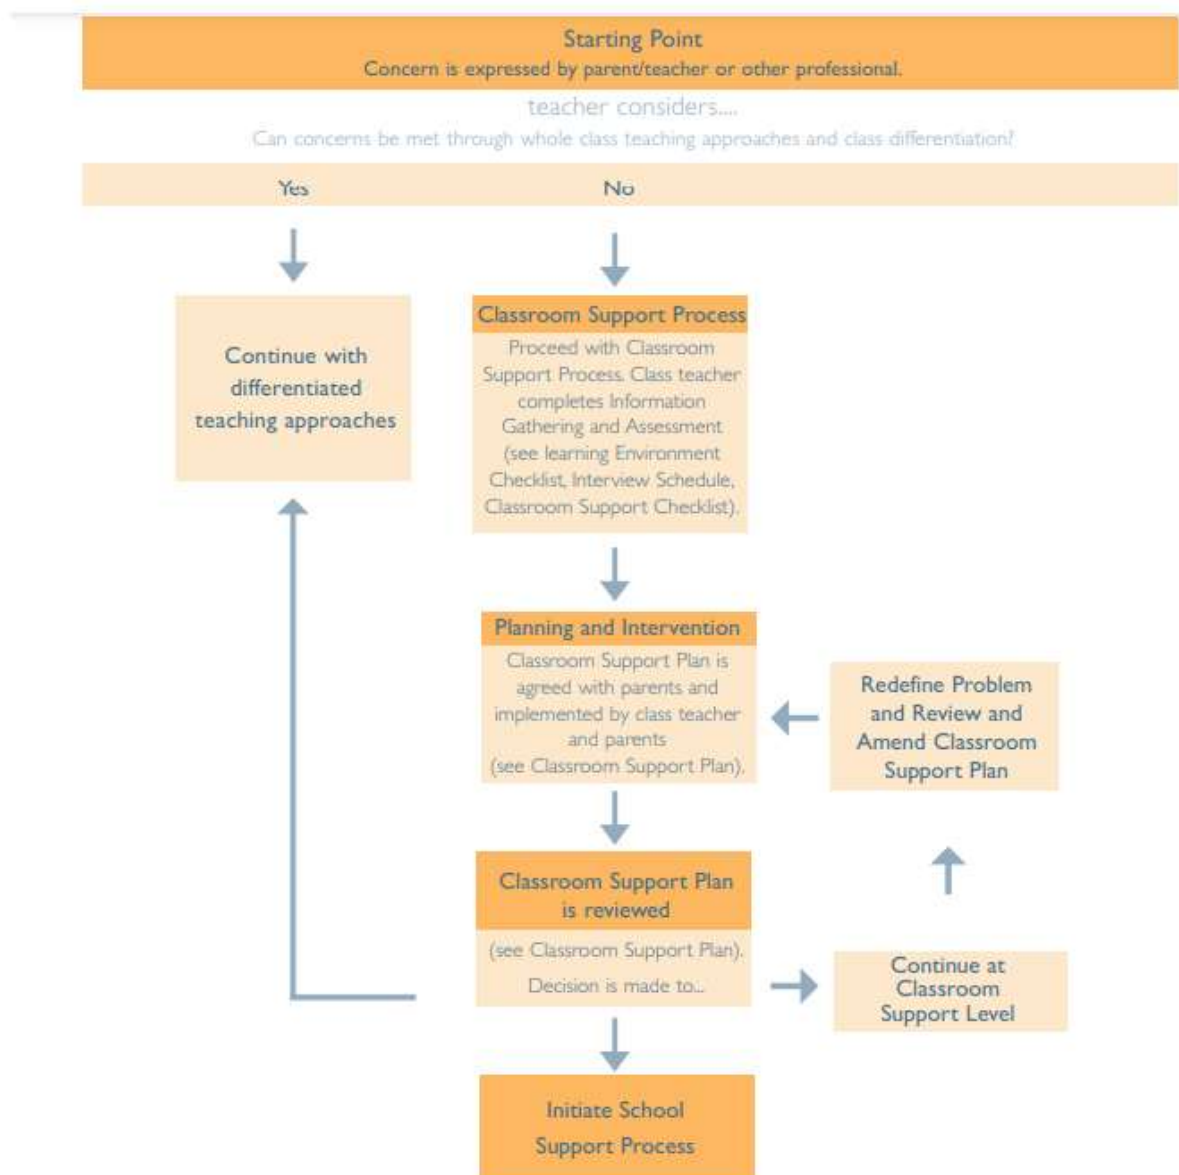 Starting Point
Concern is expressed by parent/teacher or other professional.
teacher considers....
Can concerns be met through whole class teaching approaches and class differentiation?
Yes
No
Continue with
differentiated
teaching approaches
Classroom Support Process
Proceed with Classroom
Support Process. Class teacher
completes Information
Gathering and Assessment
(see learning Environment
Checklist, Interview Schedule,
Classroom Support Checklist).
Planning and Intervention
Classroom Support Plan is
agreed with parents and
implemented by class teacher
and parents
(see Classroom Support Plan).
Redefine Problem
and Review and
Amend Classroom
Support Plan
Classroom Support Plan
is reviewed
(see Classroom Support Plan).
Decision is made to...
Continue at
Classroom
Support Level
Initiate School
Support Process